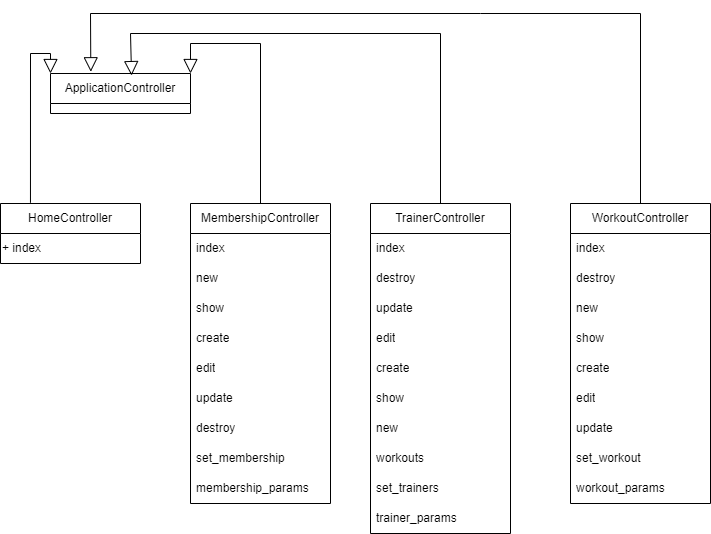 ApplicationController
HomeController
+ index
MembershipController
index
new
show
create
edit
update
destroy
set_membership
membership_params
TrainerController
index
destroy
update
edit
create
show
new
workouts
set_trainers
trainer_params
WorkoutController
index
destroy
new
show
create
edit
update
set_workout
workout_params